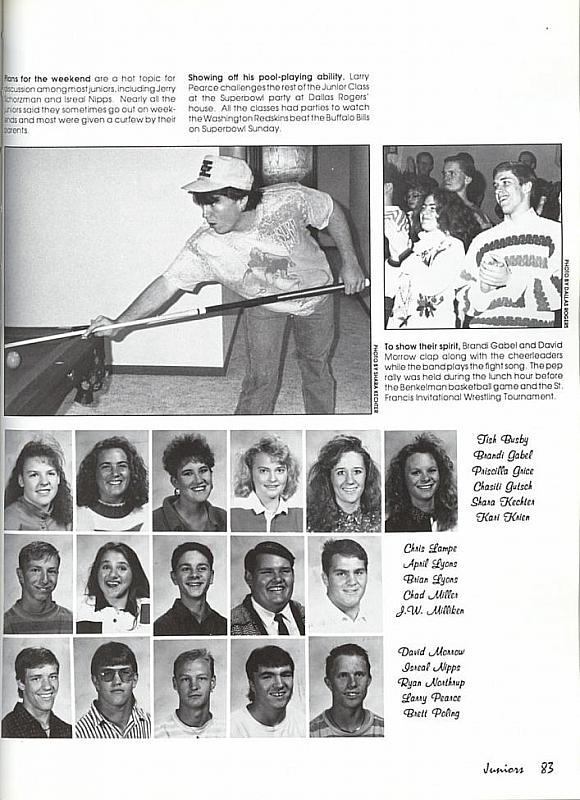 Plans for the weekend are a hot topic for
discussion among most juniors, including Jerry
Schorzman and Isreal Nipps. Nearly all the
juniors said they sometimes go out on week-
ends and most were given a curfew by their
parents.
Showing off his pool-playing ability, Larry
Pearce challenges the rest of the Junior Class
at the Superbowl party at Dallas Rogers'
house. All the classes had parties to watch
the Washington Redskins beat the Buffalo Bills
on Superbowl Sunday.
PHOTO BY SHARA KECHTER
PHOTO BY DALLAS ROGERS
To show their spirit, Brandi Gabel and David
Morrow clap along with the cheerleaders
while the band plays the fight song. The pep
rally was held during the lunch hour before
the Benkelman basketball game and the St.
Francis Invitational Wrestling Tournament.
Tish Busby
Brandi Gabel
Priscilla Grice
Chasiti Gutsch
Shara Kechter
Kari Krien
Chris Lampe
April Lyons
Brian Lyons
Chad Miller
J.W. Milliken
David Morrow
Isreal Nipps
Ryan Northrup
Larry Pearce
Brett Poling
Juniors 83